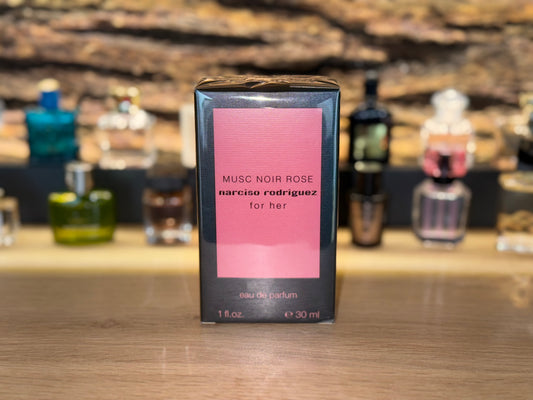 MUSC NOIR ROSE
narciso rodriguez
for her
eau de parfum
1 fl.oz. ℮ 30 ml